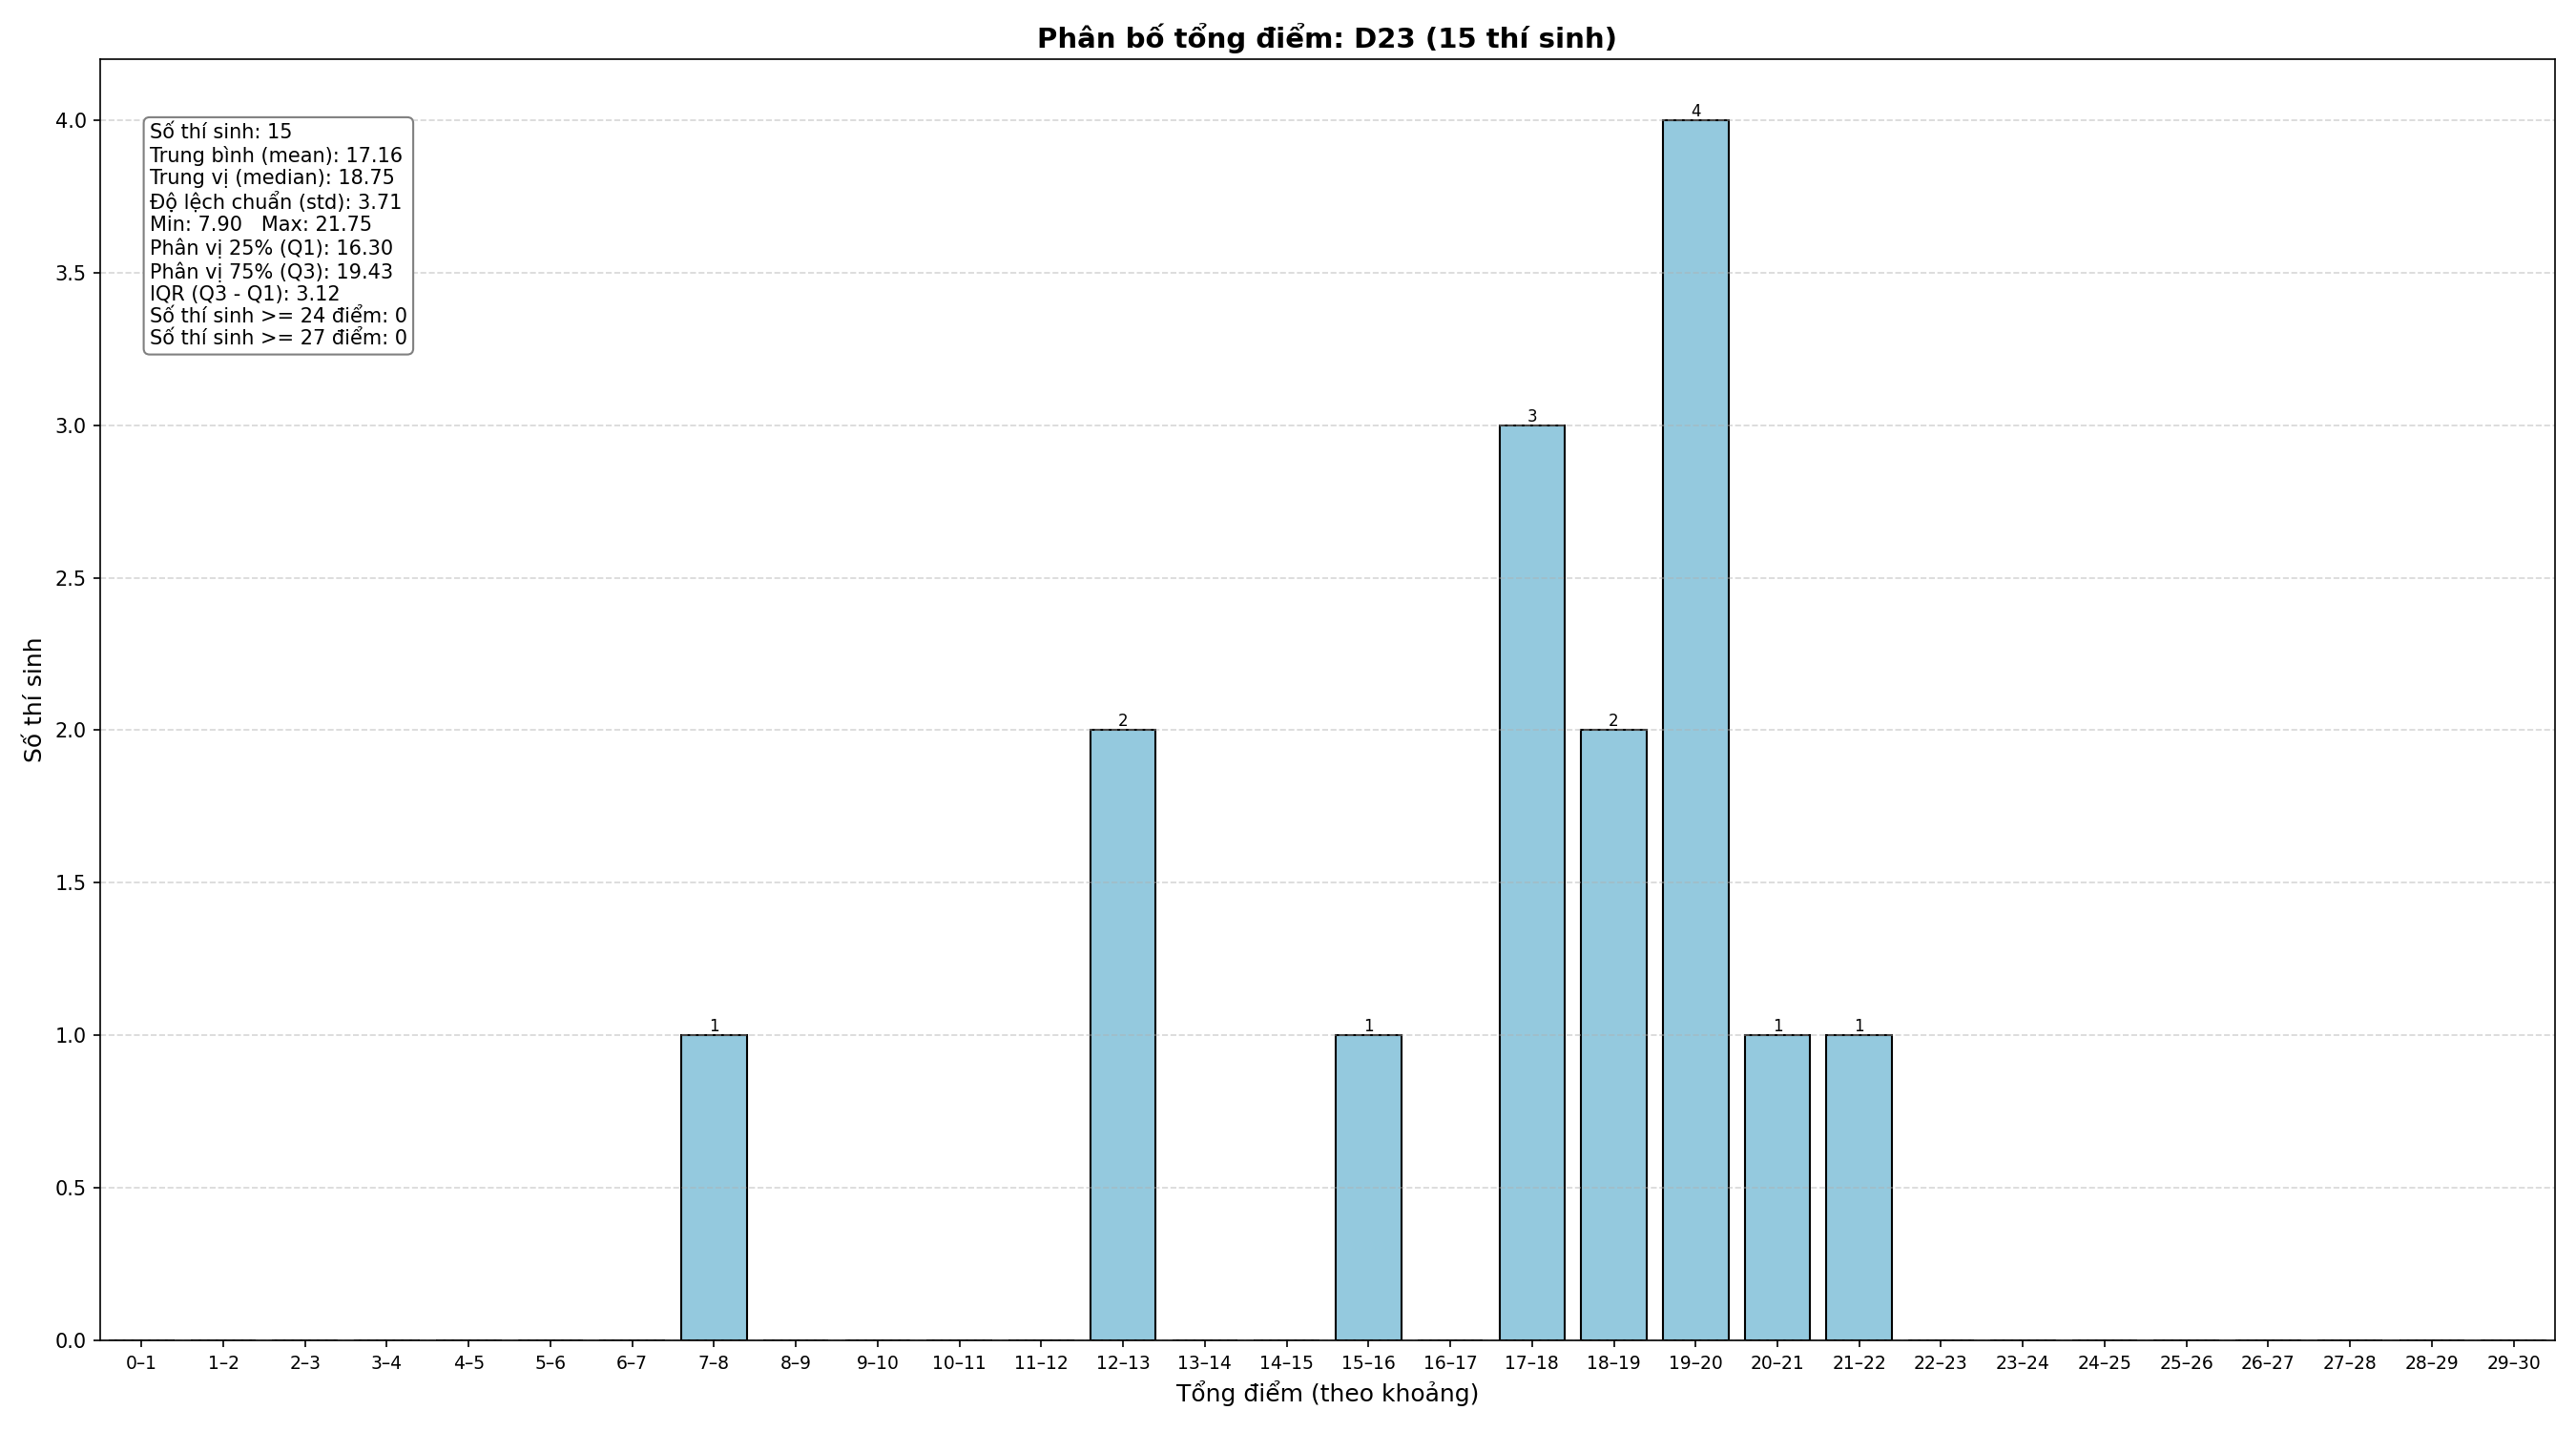 Phân bố tổng điểm: D23 (15 thí sinh)
Số thí sinh: 15
Trung bình (mean): 17.16
Trung vị (median): 18.75
Độ lệch chuẩn (std): 3.71
Min: 7.90   Max: 21.75
Phân vị 25% (Q1): 16.30
Phân vị 75% (Q3): 19.43
IQR (Q3 - Q1): 3.12
Số thí sinh >= 24 điểm: 0
Số thí sinh >= 27 điểm: 0
Số thí sinh
4.0
3.5
3.0
2.5
2.0
1.5
1.0
0.5
0.0
1
2
1
3
2
4
1
1
0–1 1–2 2–3 3–4 4–5 5–6 6–7 7–8 8–9 9–10 10–11 11–12 12–13 13–14 14–15 15–16 16–17 17–18 18–19 19–20 20–21 21–22 22–23 23–24 24–25 25–26 26–27 27–28 28–29 29–30
Tổng điểm (theo khoảng)